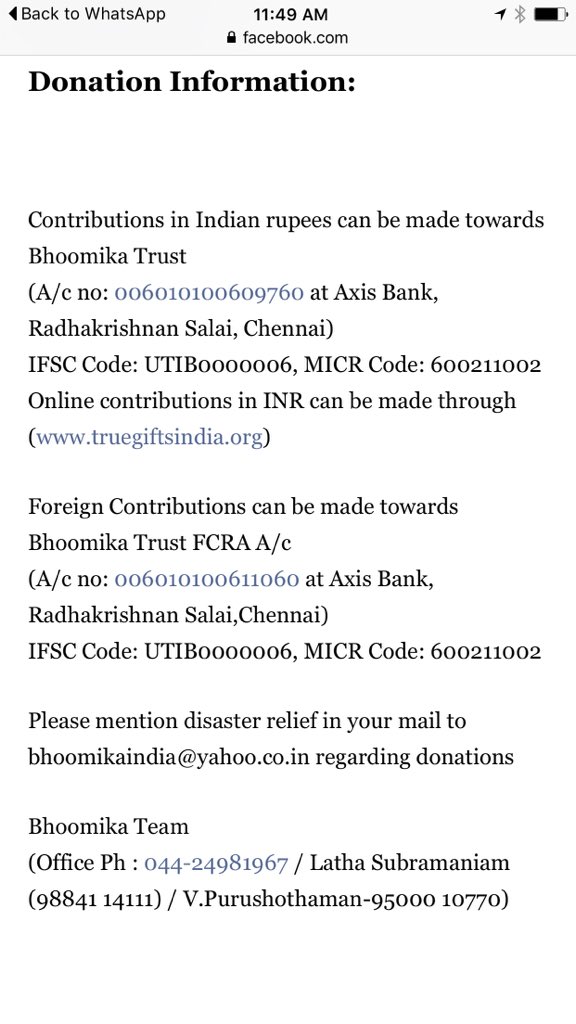 Back to WhatsApp 11:49 AM
facebook.com
Donation Information:
Contributions in Indian rupees can be made towards
Bhoomika Trust
(A/c no: 006010100609760 at Axis Bank,
Radhakrishnan Salai, Chennai)
IFSC Code: UTIB0000006, MICR Code: 600211002
Online contributions in INR can be made through
(www.truegiftsindia.org)
Foreign Contributions can be made towards
Bhoomika Trust FCRA A/c
(A/c no: 006010100611060 at Axis Bank,
Radhakrishnan Salai,Chennai)
IFSC Code: UTIB0000006, MICR Code: 600211002
Please mention disaster relief in your mail to
bhoomikaindia@yahoo.co.in regarding donations
Bhoomika Team
(Office Ph : 044-24981967 / Latha Subramaniam
(98841 14111) / V.Purushothaman-95000 10770)